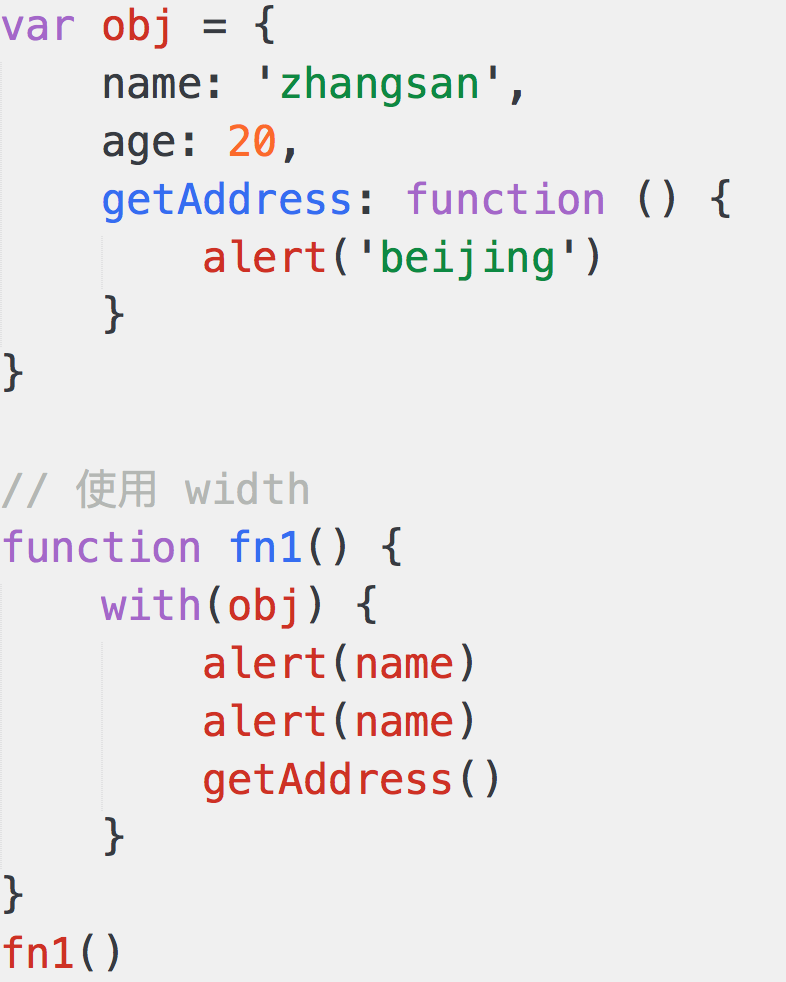 var obj = {
    name: 'zhangsan',
    age: 20,
    getAddress: function () {
        alert('beijing')
    }
}

// 使用 width
function fn1() {
    with(obj) {
        alert(name)
        alert(name)
        getAddress()
    }
}
fn1()